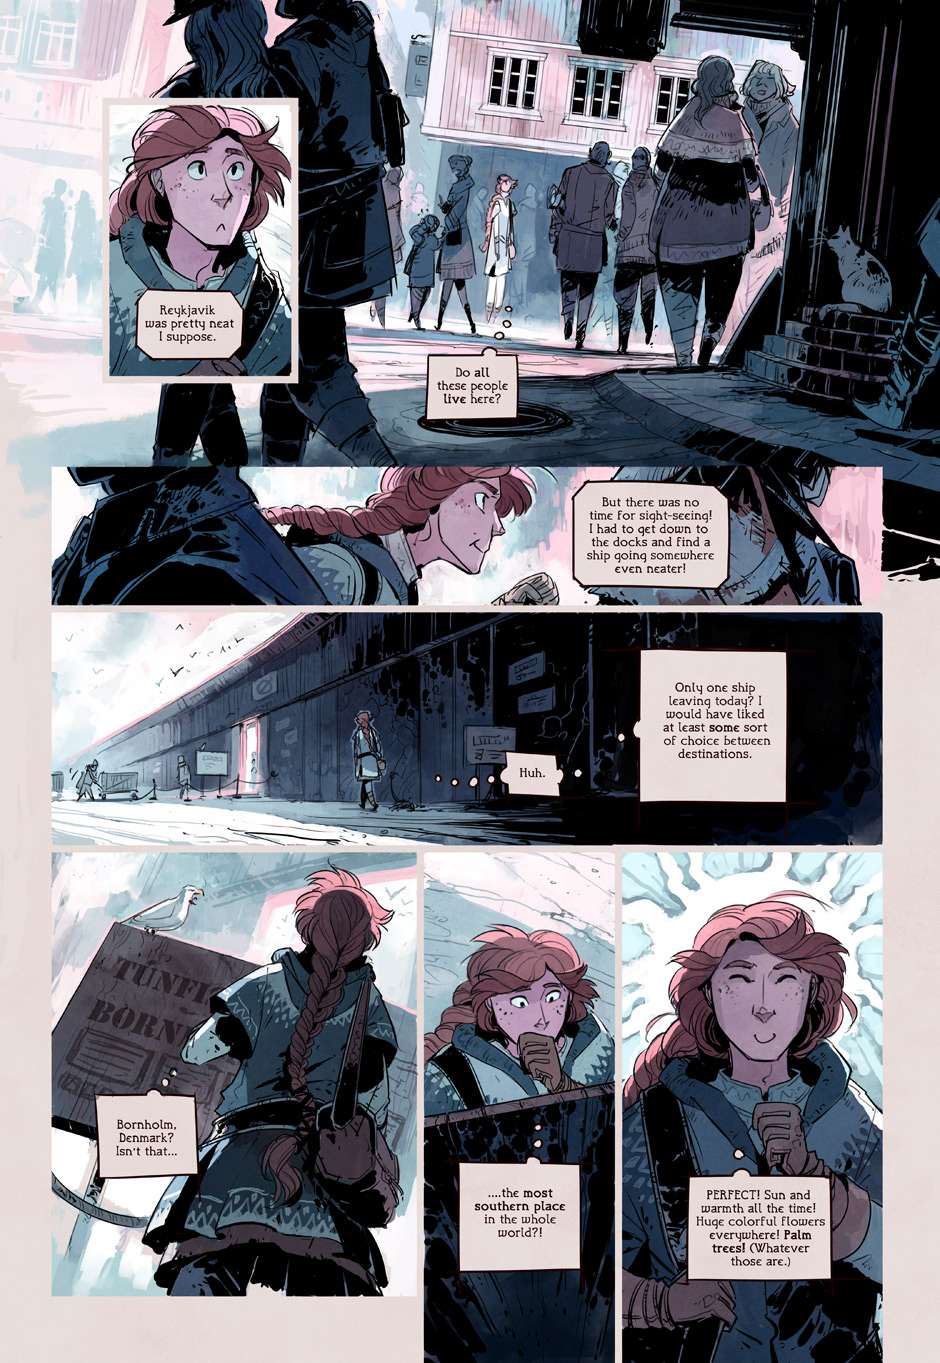 Reykjavik
was pretty neat
I suppose.
Do all
these people
live here?
But there was no
time for sight-seeing!
I had to get down to
the docks and find a
ship going somewhere
even neater!
Only one ship
leaving today? I
would have liked
at least some sort
of choice between
destinations.
Huh.
TUNFI
BORN
Bornholm,
Denmark?
Isn't that...
....the most
southern place
in the whole
world?!
PERFECT! Sun and
warmth all the time!
Huge colorful flowers
everywhere! Palm
trees! (Whatever
those are.)